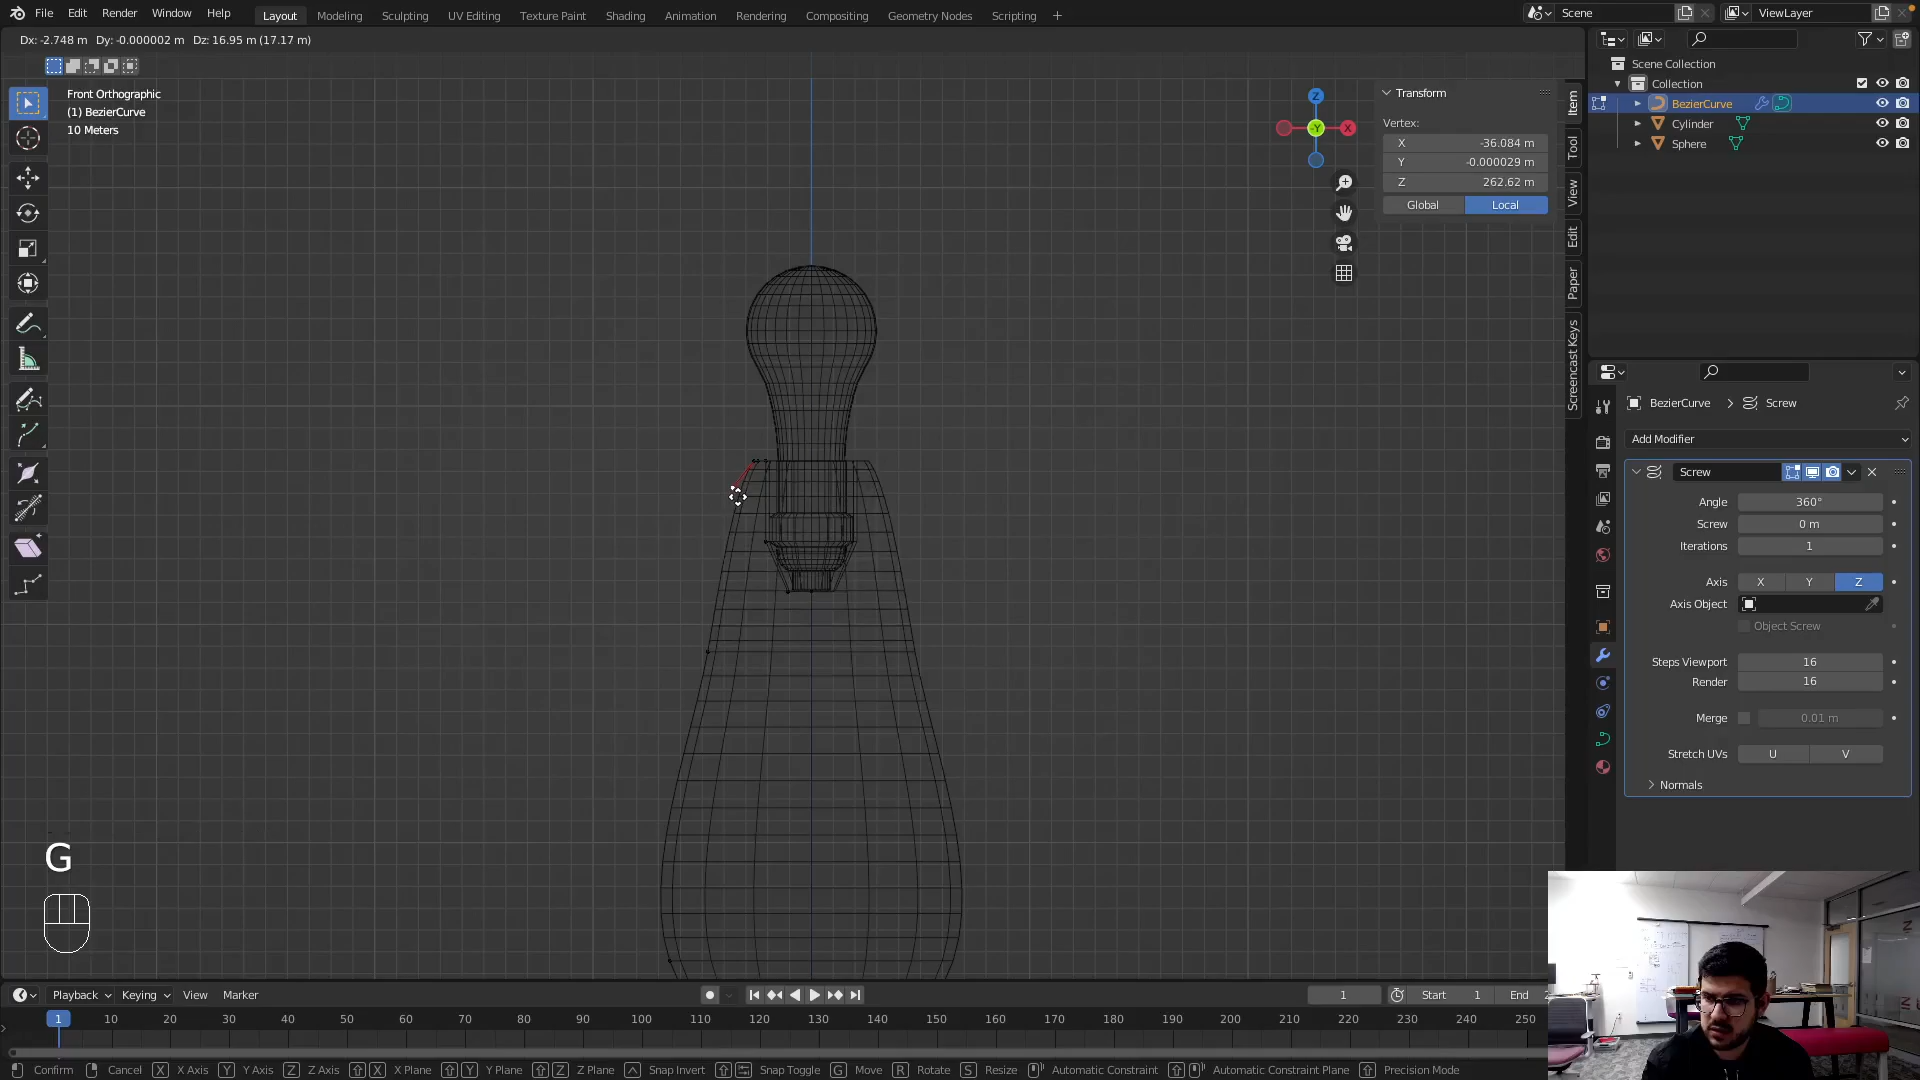 File Edit Render Window Help
Layout Modeling Sculpting UV Editing Texture Paint Shading Animation Rendering Compositing Geometry Nodes Scripting +
Scene
ViewLayer
Dx: -2.748 m Dy: -0.000002 m Dz: 16.95 m (17.17 m)
Front Orthographic
(1) BezierCurve
10 Meters
Z
-Y
X
Transform
Vertex:
X -36.084 m
Y -0.000029 m
Z 262.62 m
Global Local
Item
Tool
View
Edit
Paper
Screencast Keys
Scene Collection
Collection
BezierCurve
Cylinder
Sphere
BezierCurve > Screw
Add Modifier
Screw
Angle 360°
Screw 0 m
Iterations 1
Axis X Y Z
Axis Object
Object Screw
Steps Viewport 16
Render 16
Merge 0.01 m
Stretch UVs U V
Normals
G
Playback Keying View Marker
1 Start 1 End 2
1 10 20 30 40 50 60 70 80 90 100 110 120 130 140 150 160 170 180 190 200 210 220 230 240 250
Confirm Cancel X X Axis Y Y Axis Z Z Axis X X Plane Y Y Plane Z Z Plane Snap Invert Snap Toggle G Move R Rotate S Resize Automatic Constraint Automatic Constraint Plane Precision Mode